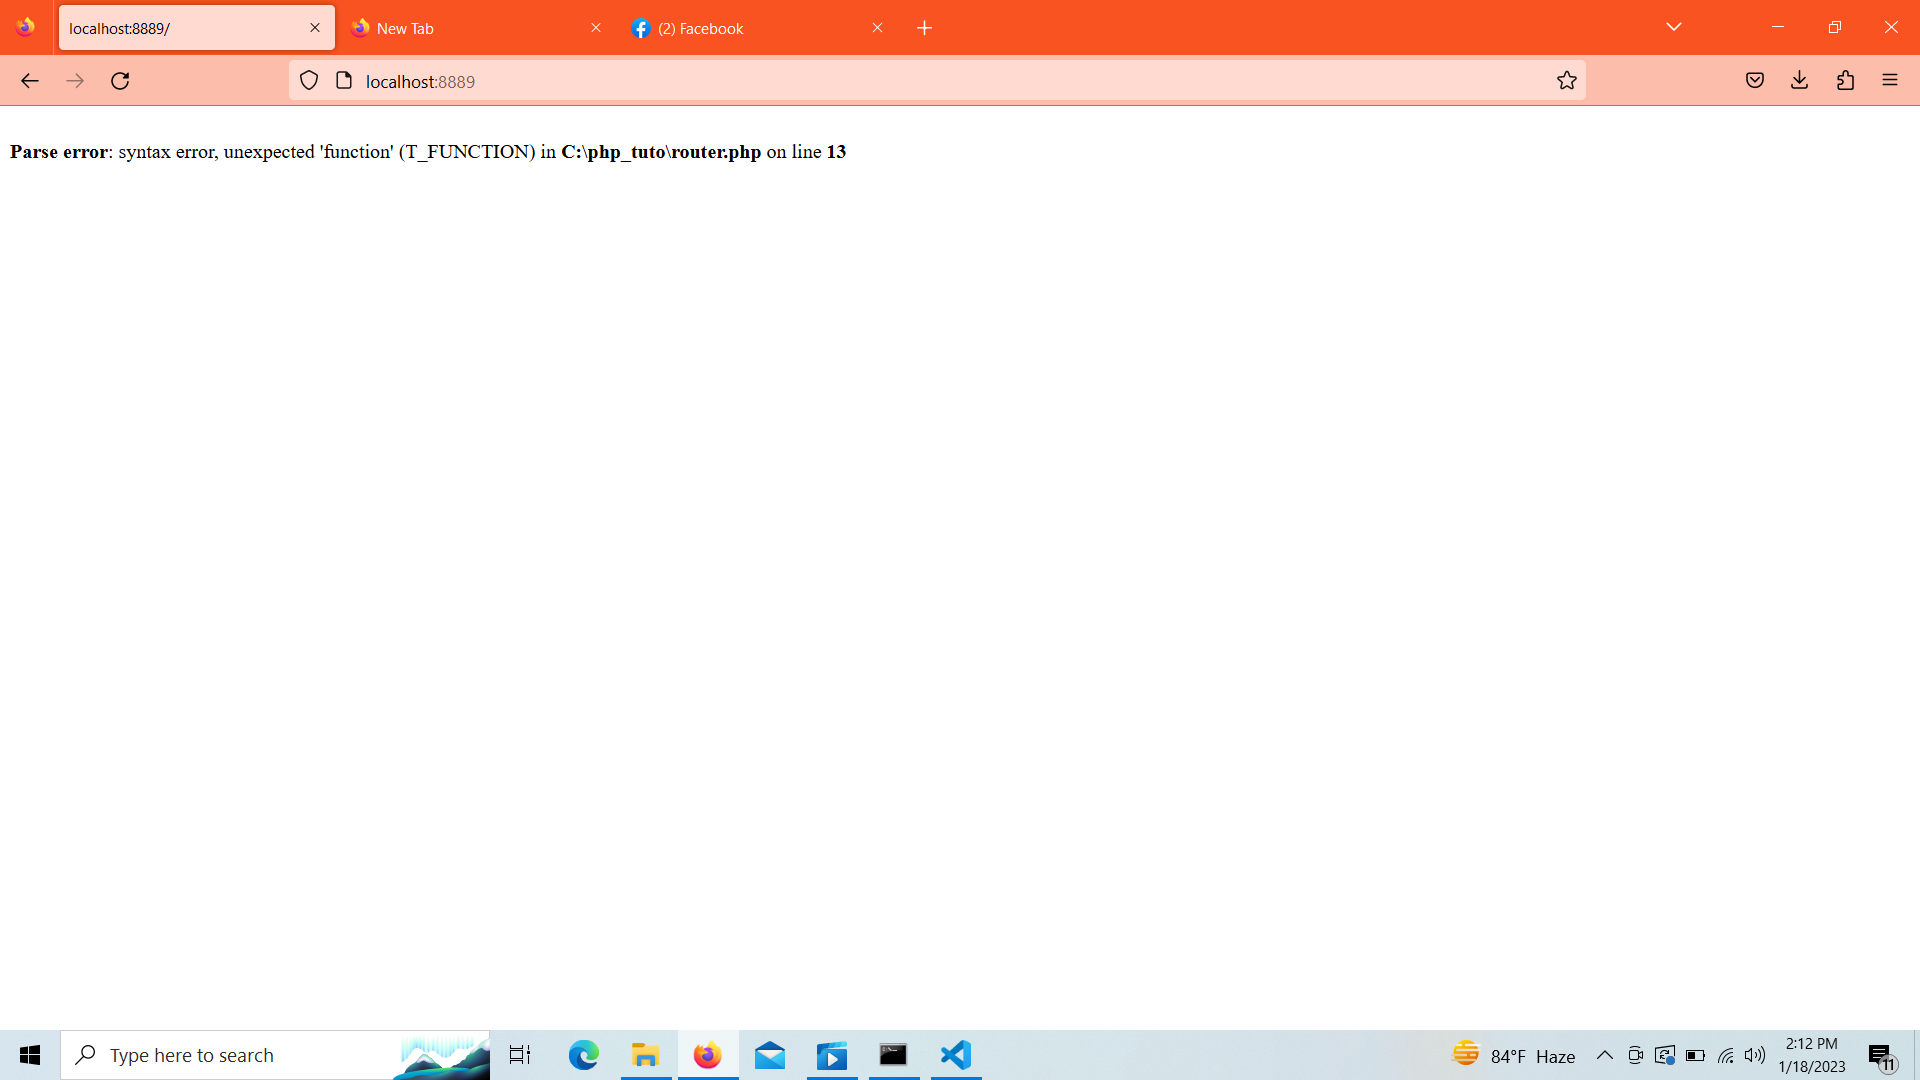 localhost:8889/
New Tab
(2) Facebook
localhost:8889
Parse error: syntax error, unexpected 'function' (T_FUNCTION) in C:\php_tuto\router.php on line 13
Type here to search
84°F Haze
2:12 PM
1/18/2023
11